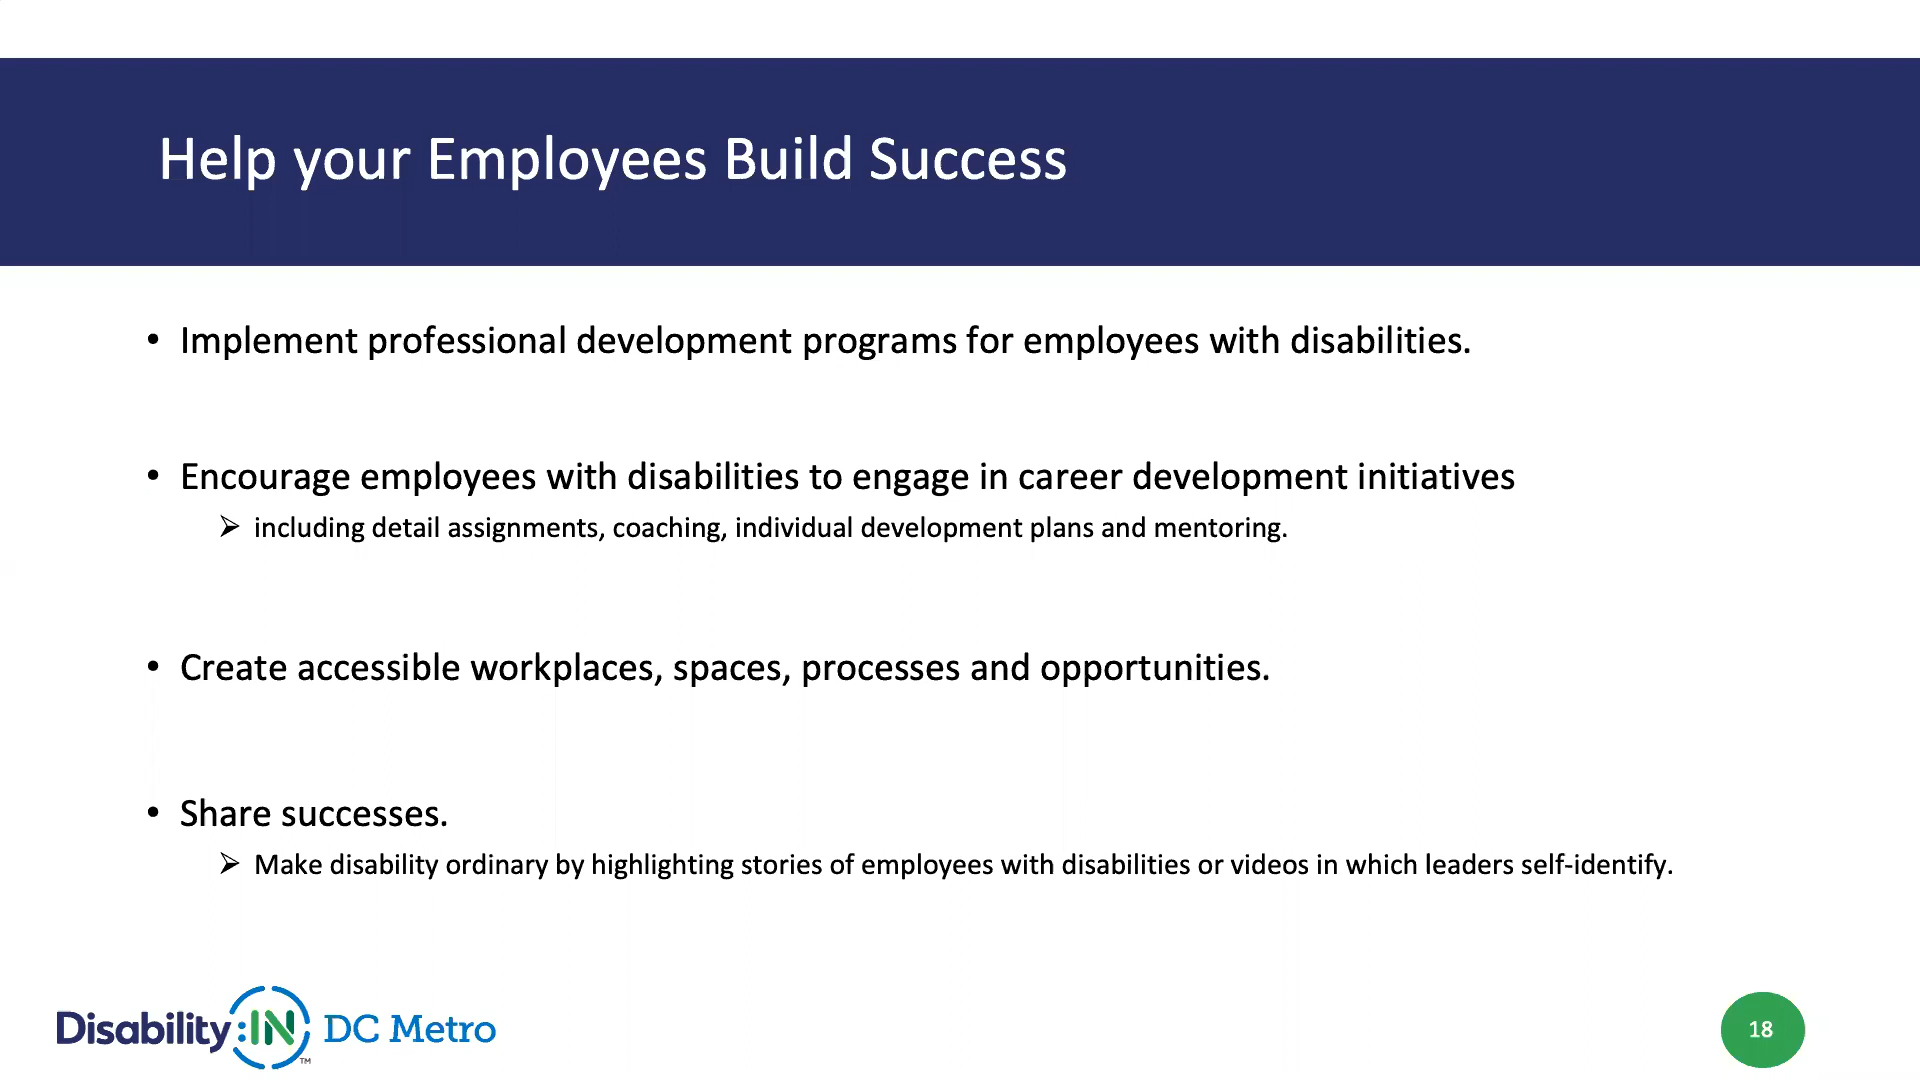 Help your Employees Build Success
• Implement professional development programs for employees with disabilities.
• Encourage employees with disabilities to engage in career development initiatives
➢ including detail assignments, coaching, individual development plans and mentoring.
• Create accessible workplaces, spaces, processes and opportunities.
• Share successes.
➢ Make disability ordinary by highlighting stories of employees with disabilities or videos in which leaders self-identify.
Disability:IN™ DC Metro
18